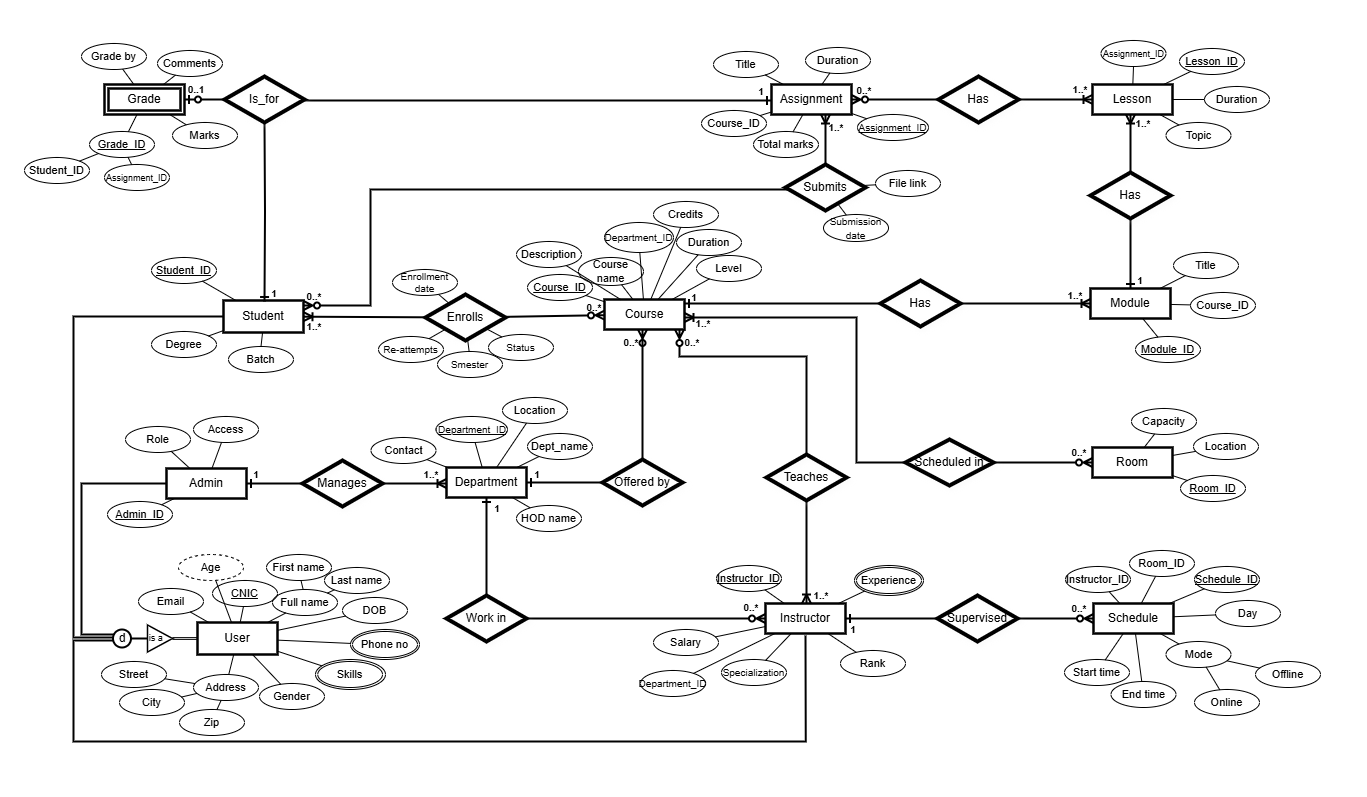 Grade by
Comments
Grade
0..1
Is_for
Marks
Grade_ID
Student_ID
Assignment_ID
Title
Duration
1
Assignment
0..*
Course_ID
Total marks
Assignment_ID
1..*
Has
Assignment_ID
Lesson_ID
1..*
Lesson
Duration
1..*
Topic
Submits
File link
Submission
date
Has
Student_ID
1
0..*
Student
1..*
Degree
Batch
Enrollment
date
Enrolls
Re-attempts
Smester
Status
Credits
Department_ID
Duration
Description
Course
name
Level
Course_ID
0..*
Course
1
1..*
0..*
0..*
Has
Title
1
1..*
Module
Course_ID
Module_ID
Role
Access
Admin
1
Admin_ID
Manages
Location
Department_ID
Contact
Dept_name
1..*
Department
1
1
HOD name
Offered by
Teaches
Scheduled in
Capacity
0..*
Room
Location
Room_ID
Age
First name
Last name
CNIC
Email
Full name
DOB
d
is a
User
Phone no
Skills
Street
Address
City
Gender
Zip
Work in
Instructor_ID
Experience
1..*
0..*
Instructor
1
Salary
Department_ID
Specialization
Rank
Supervised
Room_ID
Instructor_ID
Schedule_ID
0..*
Schedule
Day
Mode
Start time
Offline
End time
Online